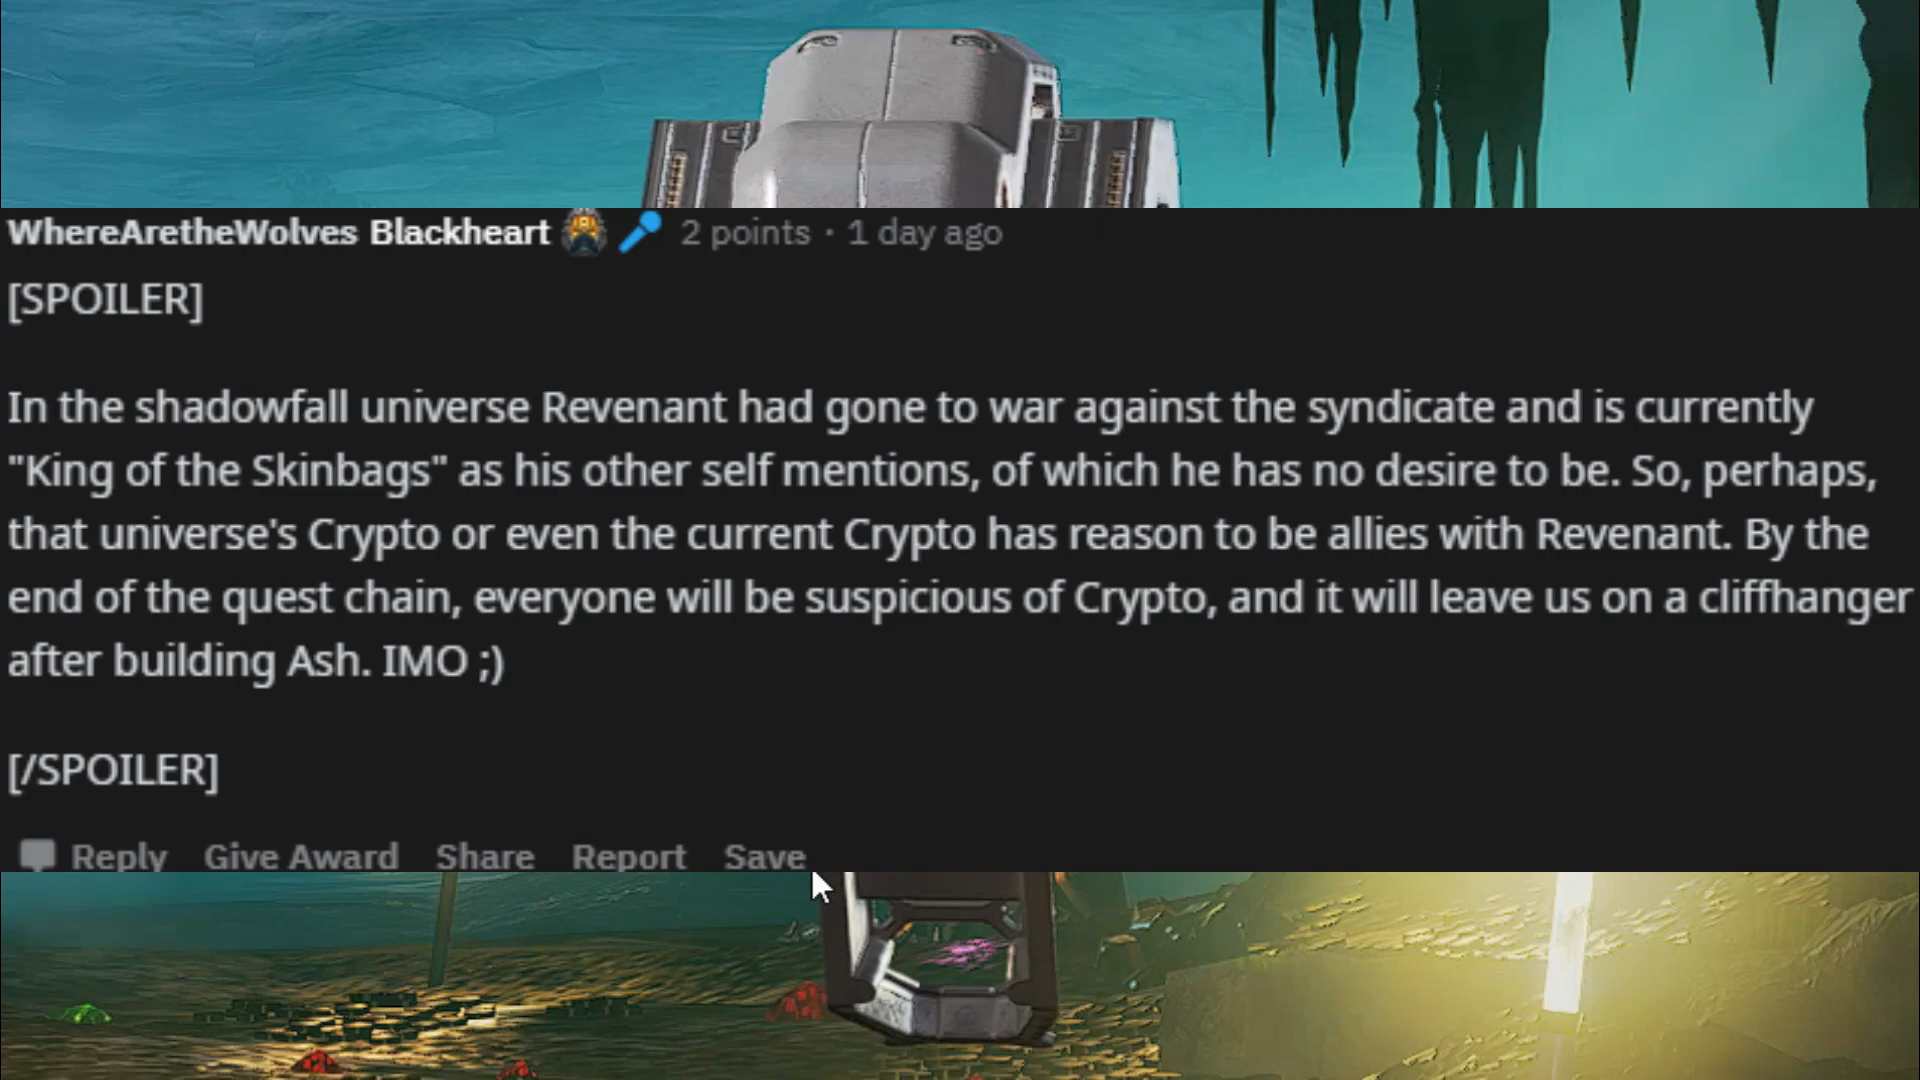 WhereAretheWolves Blackheart 2 points · 1 day ago
[SPOILER]
In the shadowfall universe Revenant had gone to war against the syndicate and is currently
"King of the Skinbags" as his other self mentions, of which he has no desire to be. So, perhaps,
that universe's Crypto or even the current Crypto has reason to be allies with Revenant. By the
end of the quest chain, everyone will be suspicious of Crypto, and it will leave us on a cliffhanger
after building Ash. IMO ;)
[/SPOILER]
Reply Give Award Share Report Save